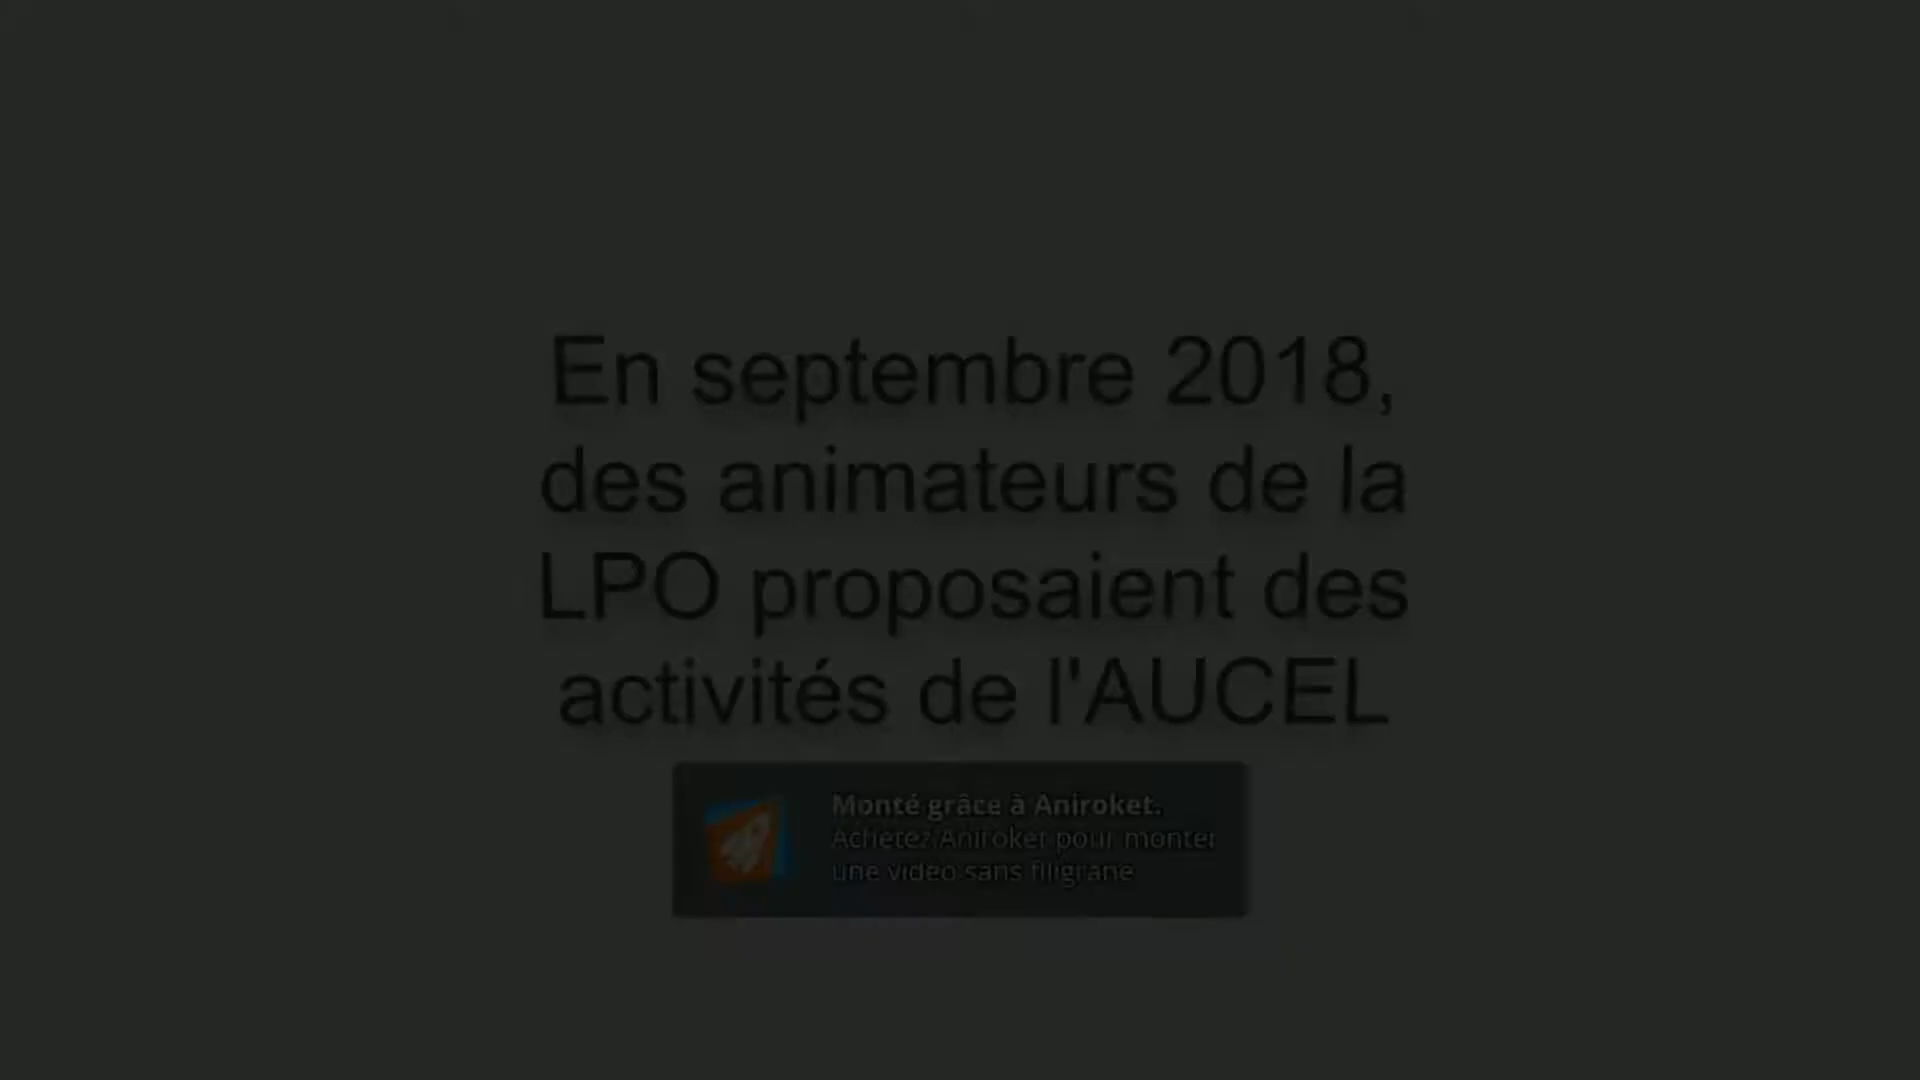 En septembre 2018,
des animateurs de la
LPO proposaient des
activités de l'AUCEL
Monté grâce à Aniroket.
Achetez Aniroket pour monter
une video sans filigrane